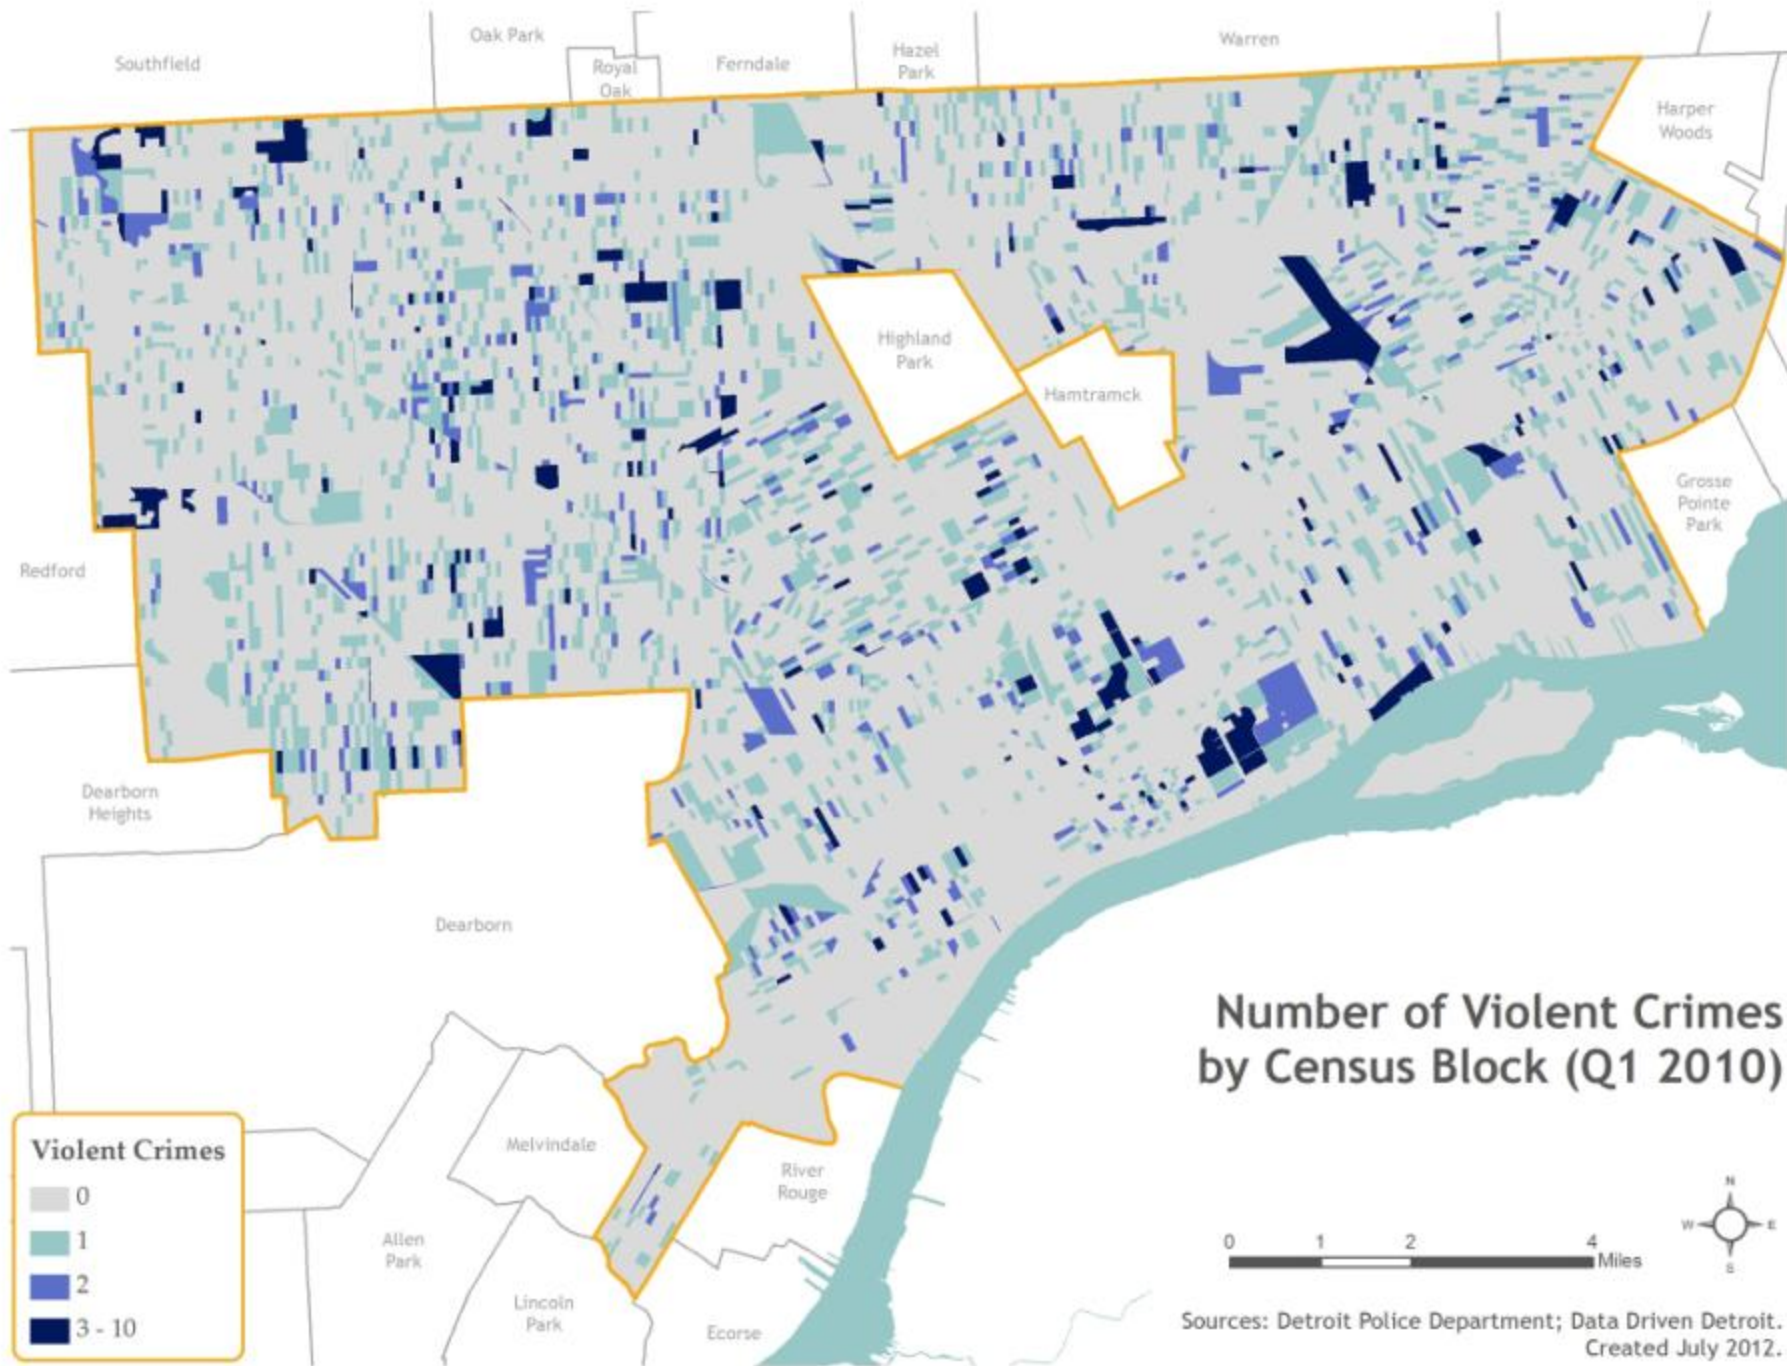 Southfield
Oak Park
Royal
Oak
Ferndale
Hazel
Park
Warren
Harper
Woods
Highland
Park
Hamtramck
Grosse
Pointe
Park
Redford
Dearborn
Heights
Dearborn
Number of Violent Crimes
by Census Block (Q1 2010)
Melvindale
River
Rouge
Allen
Park
Lincoln
Park
Ecorse
Violent Crimes
0
1
2
3 - 10
N
W E
S
0 1 2 4
Miles
Sources: Detroit Police Department; Data Driven Detroit.
Created July 2012.